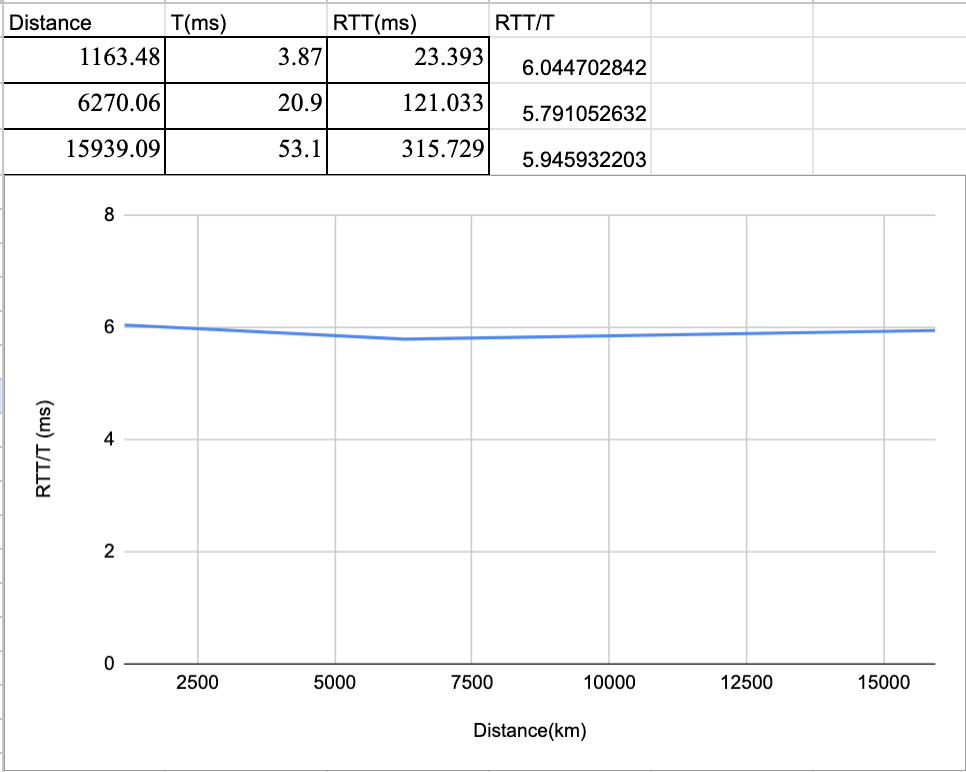 Distance T(ms) RTT(ms) RTT/T
1163.48 3.87 23.393 6.044702842
6270.06 20.9 121.033 5.791052632
15939.09 53.1 315.729 5.945932203
8
6
4
2
0
RTT/T (ms)
2500 5000 7500 10000 12500 15000
Distance(km)